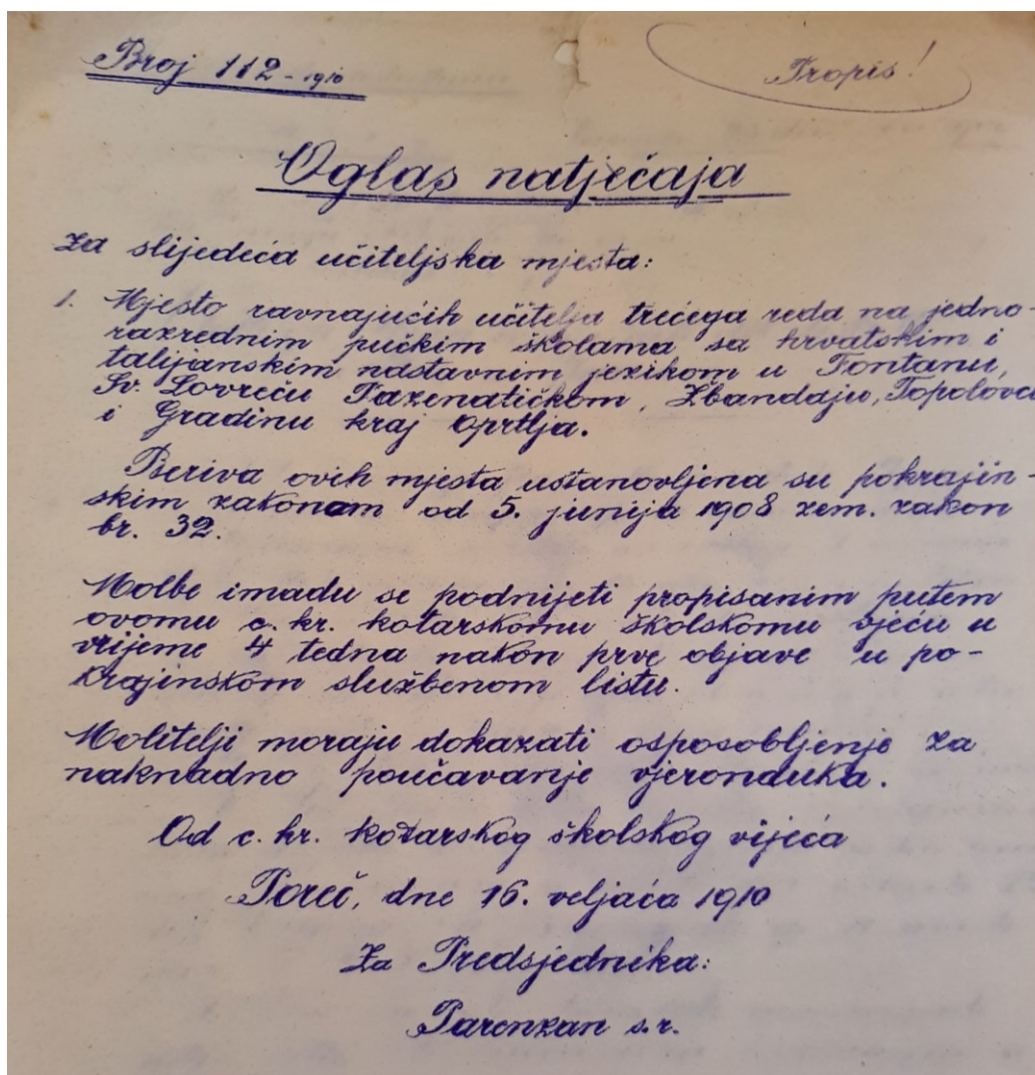 Broj 112 - 1910
Propis!
Oglas natječaja
Za slijedeća učiteljska mjesta:
1. Mjesto ravnajućih učitelja trećega reda na jedno-
razrednim pučkim školama sa hrvatskim i
talijanskim nastavnim jezikom u Fontanu,
Sv. Lovreču Pazenatičkom, Žbandaju, Topolovcu
i Gradinu kraj Oprtlja.
Beriva ovih mjesta ustanovljena su pokrajin-
skim zakonom od 5. junija 1908 zem. zakon
br. 32.
Molbe imadu se podnijeti propisanim putem
ovomu c. kr. kotarskomu školskomu vjeću u
vrijeme 4 tedna nakon prve objave u po-
krajinskom službenom listu.
Molitelji moraju dokazati osposobljenje za
naknadno poučavanje vjeronauka.
Od c. kr. kotarskog školskog vijeća
Poreč, dne 16. veljača 1910
Za Predsjednika:
Parenzan s.r.